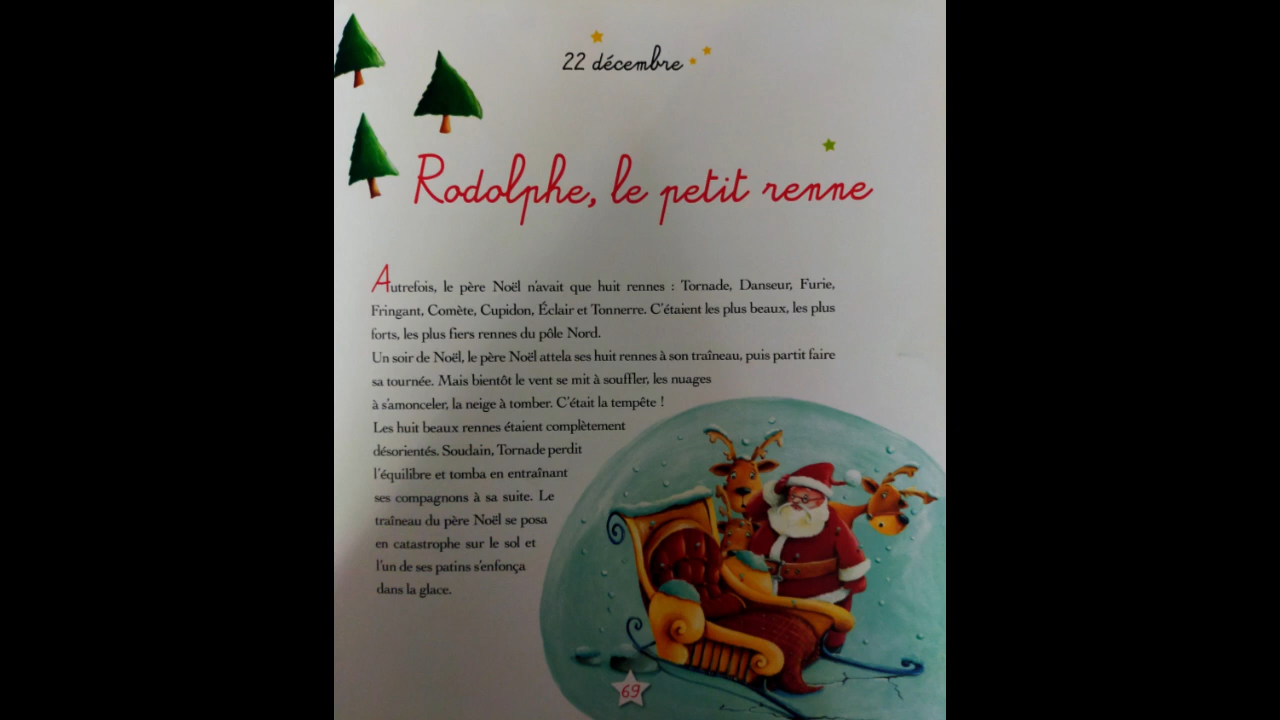 22 décembre
Rodolphe, le petit renne
Autrefois, le père Noël n'avait que huit rennes : Tornade, Danseur, Furie,
Fringant, Comète, Cupidon, Éclair et Tonnerre. C'étaient les plus beaux, les plus
forts, les plus fiers rennes du pôle Nord.
Un soir de Noël, le père Noël attela ses huit rennes à son traîneau, puis partit faire
sa tournée. Mais bientôt le vent se mit à souffler, les nuages
à s'amonceler, la neige à tomber. C'était la tempête !
Les huit beaux rennes étaient complètement
désorientés. Soudain, Tornade perdit
l'équilibre et tomba en entraînant
ses compagnons à sa suite. Le
traîneau du père Noël se posa
en catastrophe sur le sol et
l'un de ses patins s'enfonça
dans la glace.
69